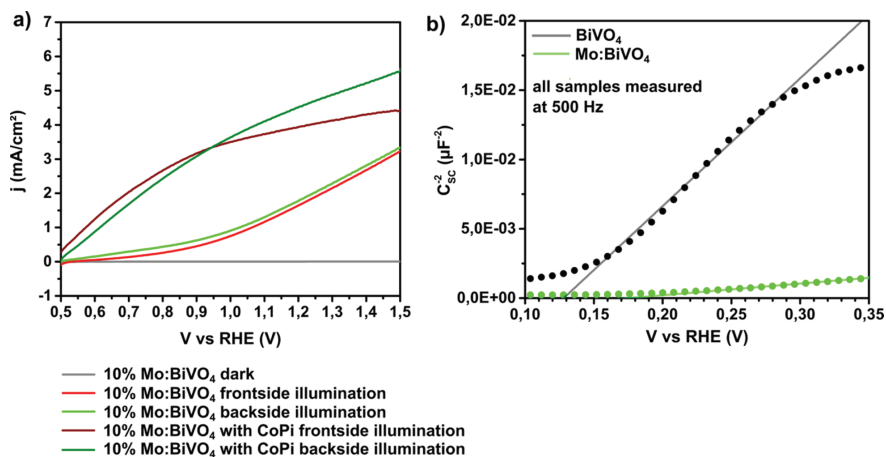 a)
j (mA/cm²)
7
6
5
4
3
2
1
0
-1
0,5 0,6 0,7 0,8 0,9 1,0 1,1 1,2 1,3 1,4 1,5
V vs RHE (V)
10% Mo:BiVO₄ dark
10% Mo:BiVO₄ frontside illumination
10% Mo:BiVO₄ backside illumination
10% Mo:BiVO₄ with CoPi frontside illumination
10% Mo:BiVO₄ with CoPi backside illumination
b)
C_SC^-2 (µF^-2)
2,0E-02
1,5E-02
1,0E-02
5,0E-03
0,0E+00
BiVO₄
Mo:BiVO₄
all samples measured
at 500 Hz
0,10 0,15 0,20 0,25 0,30 0,35
V vs RHE (V)